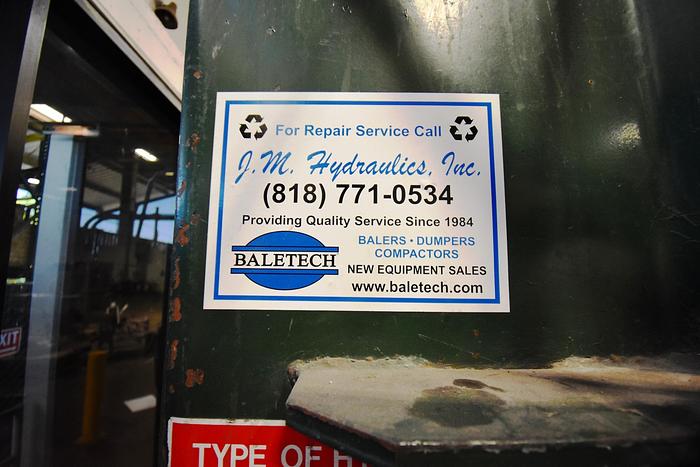 For Repair Service Call
J.M. Hydraulics, Inc.
(818) 771-0534
Providing Quality Service Since 1984
BALETECH
BALERS • DUMPERS
COMPACTORS
NEW EQUIPMENT SALES
www.baletech.com
XIT
TYPE OF H